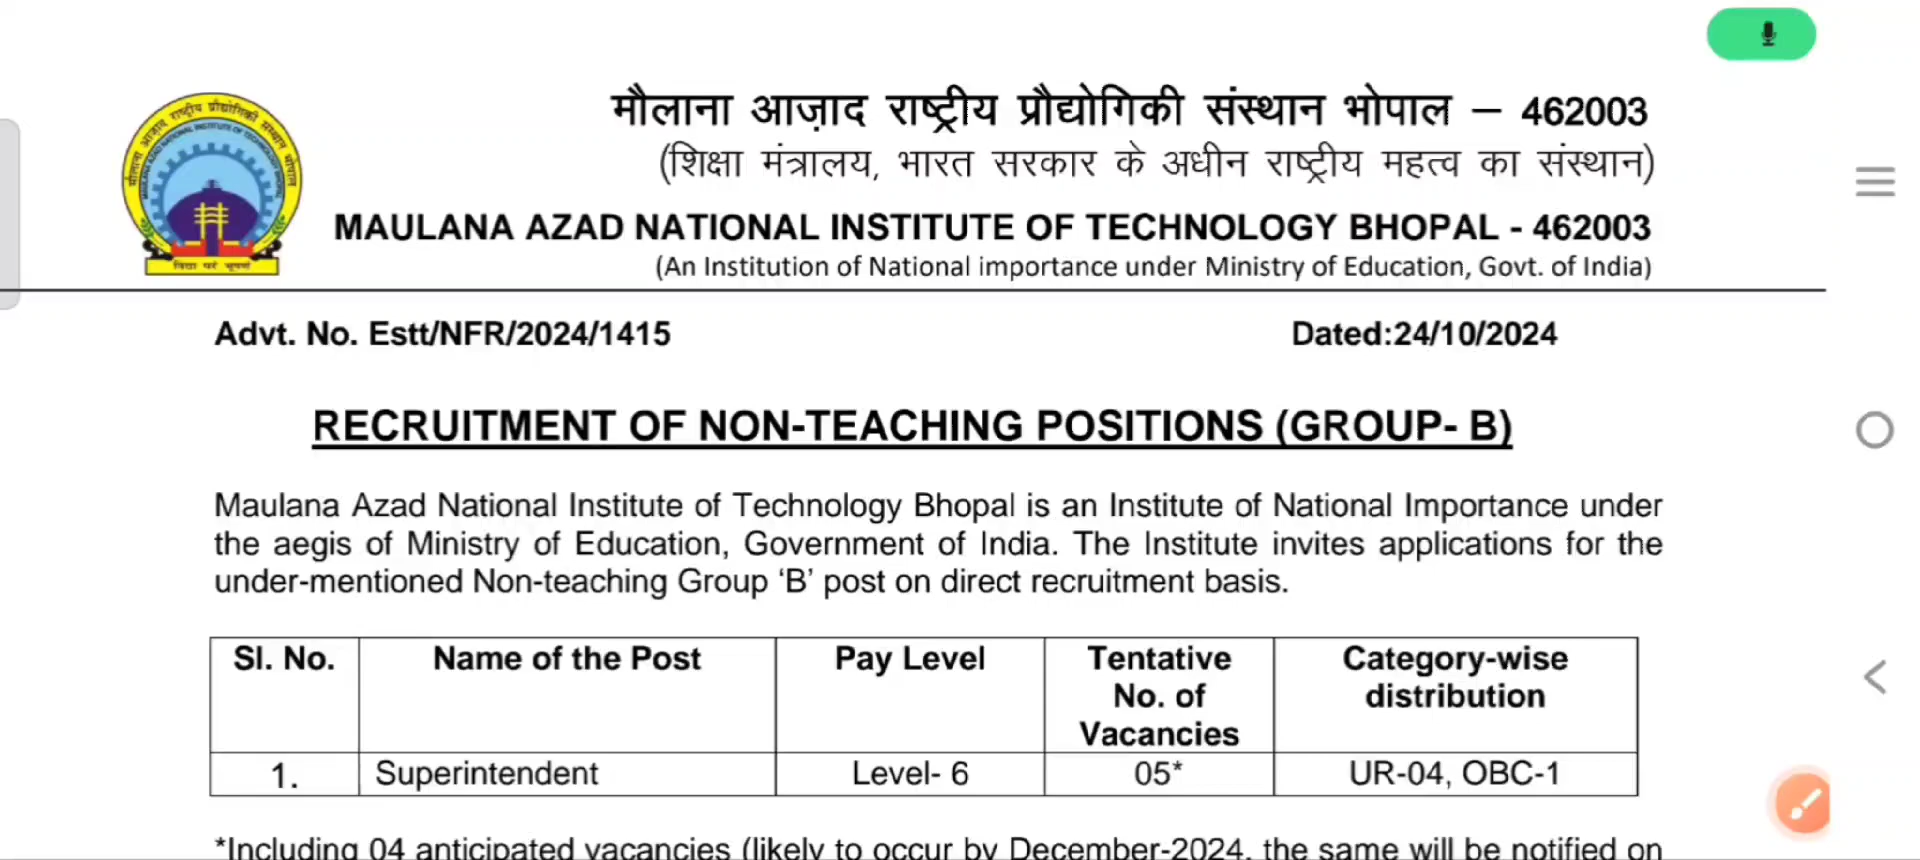 मौलाना आज़ाद राष्ट्रीय प्रौद्योगिकी संस्थान भोपाल – 462003
(शिक्षा मंत्रालय, भारत सरकार के अधीन राष्ट्रीय महत्व का संस्थान)
MAULANA AZAD NATIONAL INSTITUTE OF TECHNOLOGY BHOPAL - 462003
(An Institution of National importance under Ministry of Education, Govt. of India)
Advt. No. Estt/NFR/2024/1415 Dated:24/10/2024
RECRUITMENT OF NON-TEACHING POSITIONS (GROUP- B)
Maulana Azad National Institute of Technology Bhopal is an Institute of National Importance under
the aegis of Ministry of Education, Government of India. The Institute invites applications for the
under-mentioned Non-teaching Group ‘B’ post on direct recruitment basis.
Sl. No. Name of the Post Pay Level Tentative No. of Vacancies Category-wise distribution
1. Superintendent Level- 6 05* UR-04, OBC-1
*Including 04 anticipated vacancies (likely to occur by December-2024, the same will be notified on